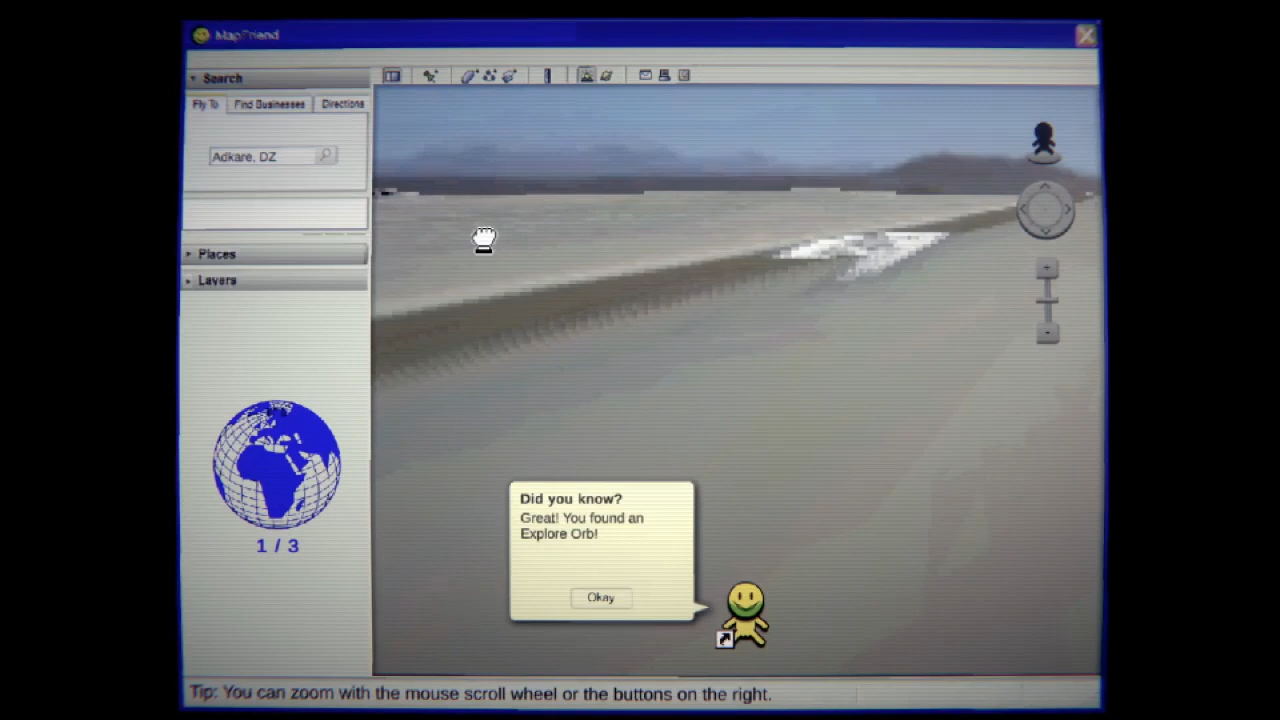 MapFriend
Search
Fly To
Find Businesses
Directions
Adkare, DZ
Places
Layers
1 / 3
Did you know?
Great! You found an
Explore Orb!
Okay
Tip: You can zoom with the mouse scroll wheel or the buttons on the right.